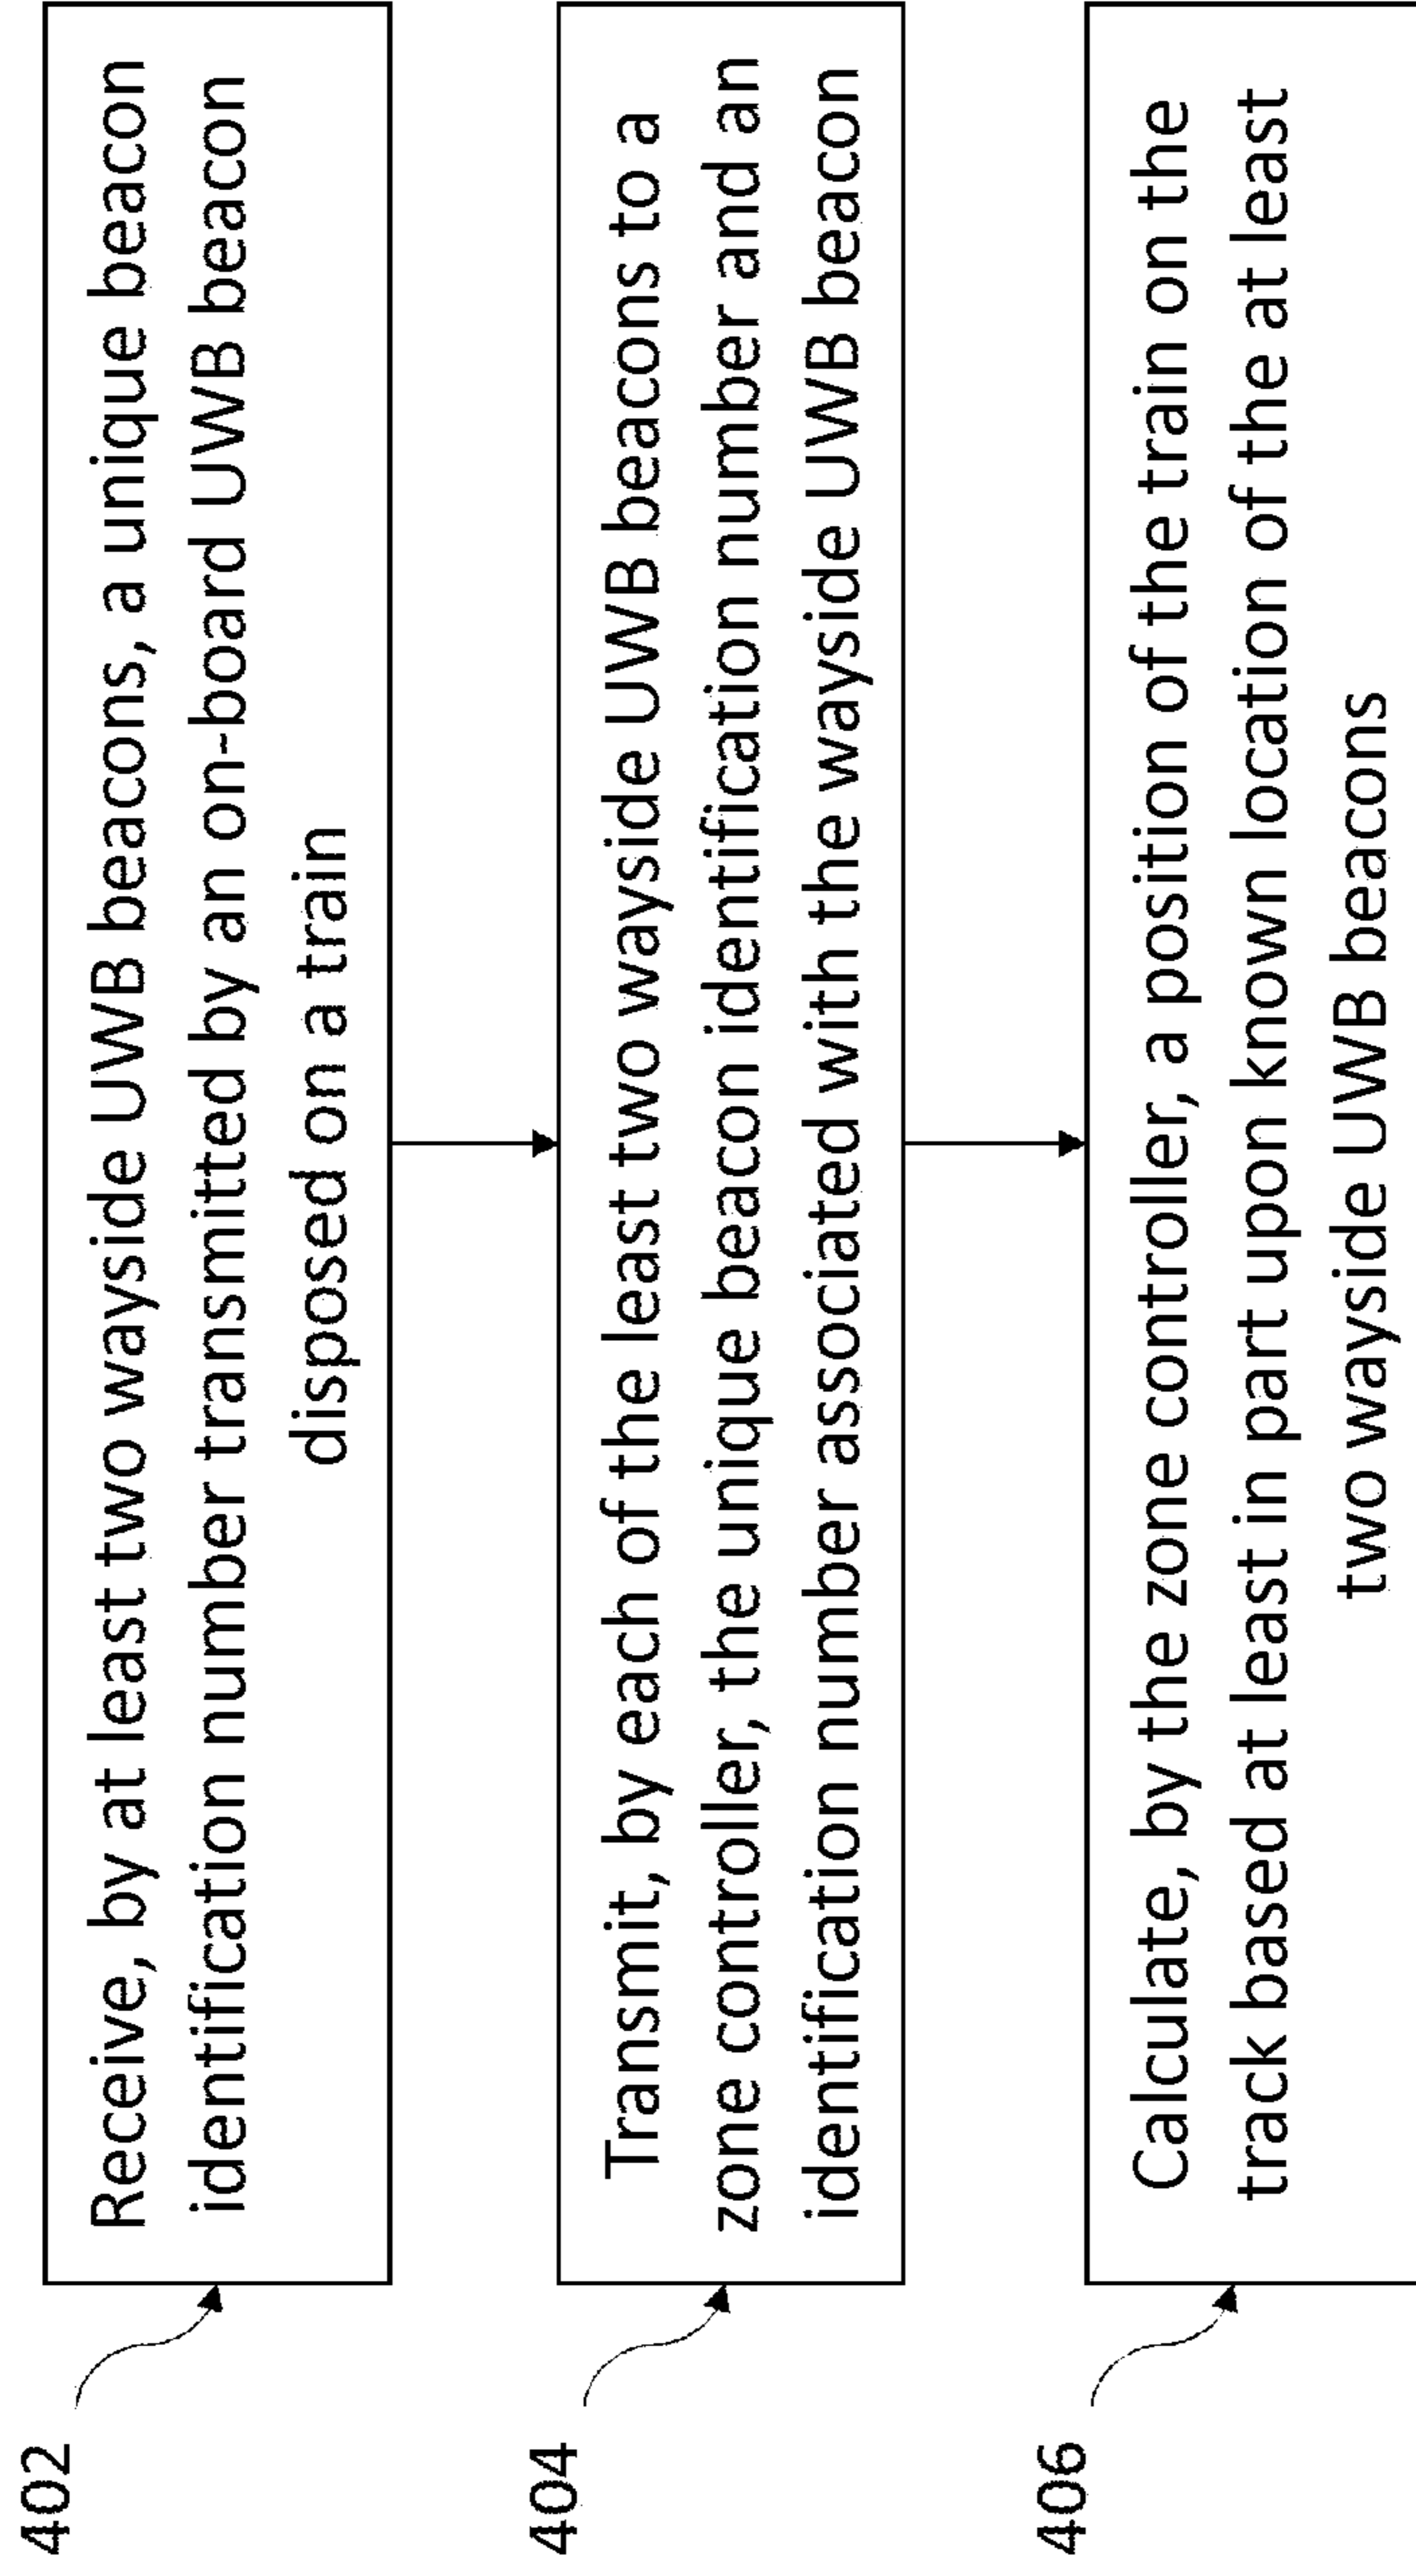 402
Receive, by at least two wayside UWB beacons, a unique beacon
identification number transmitted by an on-board UWB beacon
disposed on a train
404
Transmit, by each of the least two wayside UWB beacons to a
zone controller, the unique beacon identification number and an
identification number associated with the wayside UWB beacon
406
Calculate, by the zone controller, a position of the train on the
track based at least in part upon known location of the at least
two wayside UWB beacons